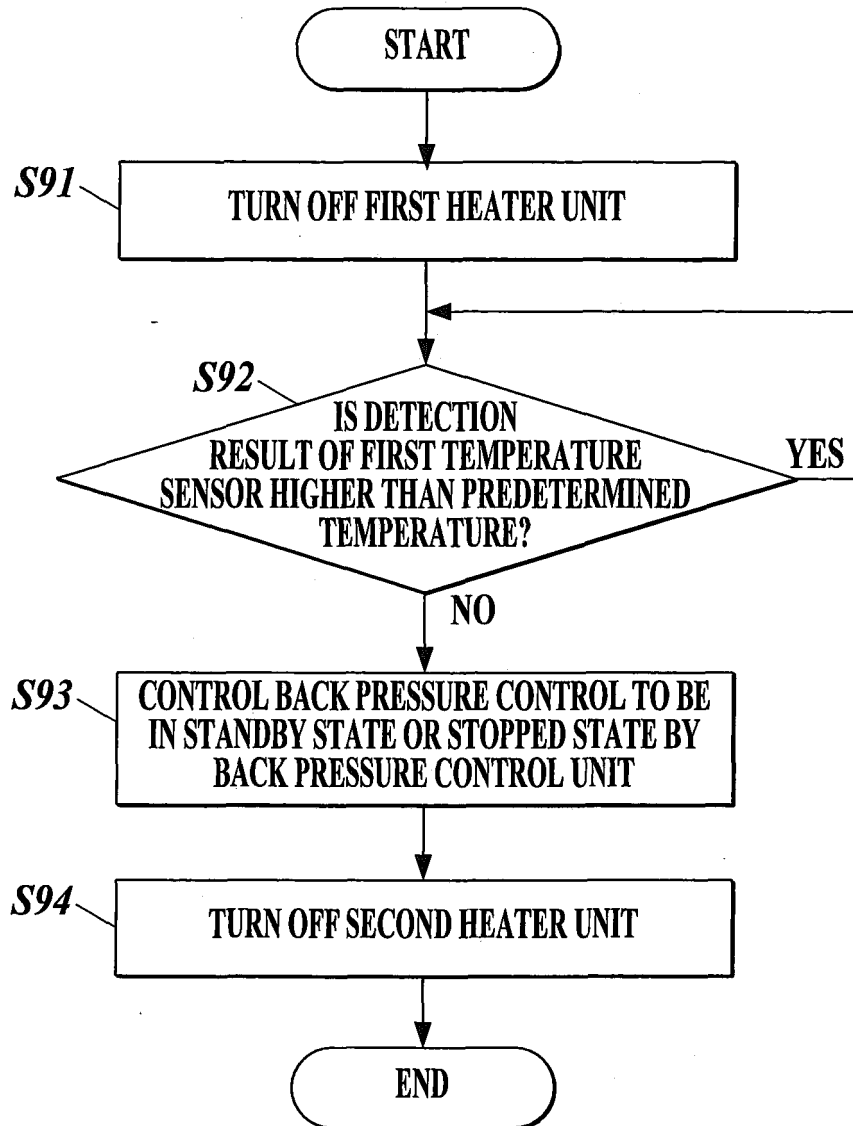 START
S91
TURN OFF FIRST HEATER UNIT
S92
IS DETECTION
RESULT OF FIRST TEMPERATURE
SENSOR HIGHER THAN PREDETERMINED
TEMPERATURE?
YES
NO
S93
CONTROL BACK PRESSURE CONTROL TO BE
IN STANDBY STATE OR STOPPED STATE BY
BACK PRESSURE CONTROL UNIT
S94
TURN OFF SECOND HEATER UNIT
END